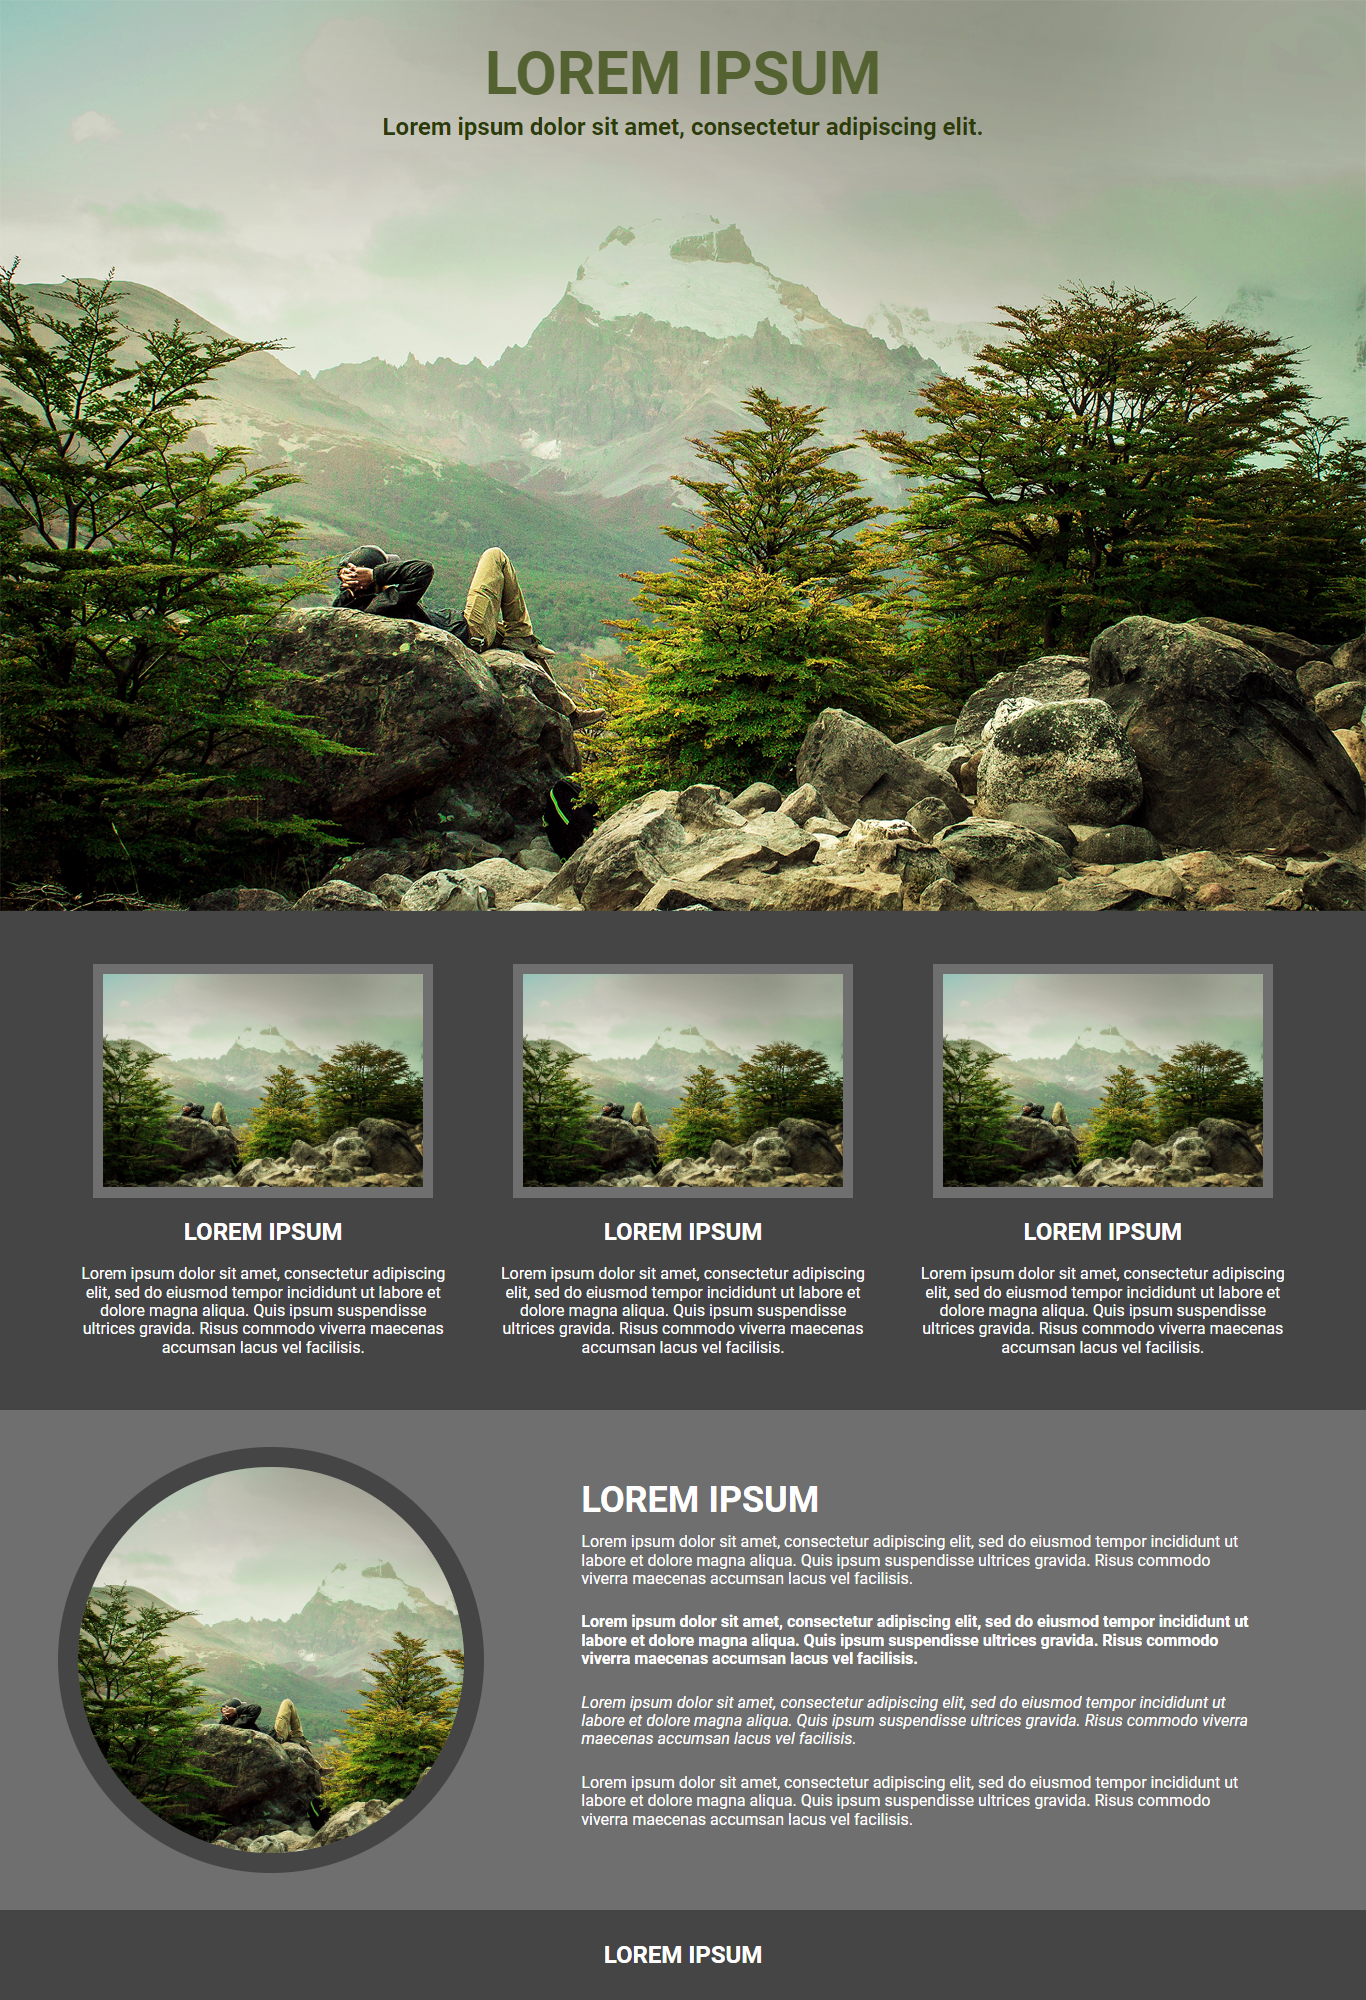 LOREM IPSUM
Lorem ipsum dolor sit amet, consectetur adipiscing elit.
LOREM IPSUM
Lorem ipsum dolor sit amet, consectetur adipiscing
elit, sed do eiusmod tempor incididunt ut labore et
dolore magna aliqua. Quis ipsum suspendisse
ultrices gravida. Risus commodo viverra maecenas
accumsan lacus vel facilisis.
LOREM IPSUM
Lorem ipsum dolor sit amet, consectetur adipiscing
elit, sed do eiusmod tempor incididunt ut labore et
dolore magna aliqua. Quis ipsum suspendisse
ultrices gravida. Risus commodo viverra maecenas
accumsan lacus vel facilisis.
LOREM IPSUM
Lorem ipsum dolor sit amet, consectetur adipiscing
elit, sed do eiusmod tempor incididunt ut labore et
dolore magna aliqua. Quis ipsum suspendisse
ultrices gravida. Risus commodo viverra maecenas
accumsan lacus vel facilisis.
LOREM IPSUM
Lorem ipsum dolor sit amet, consectetur adipiscing elit, sed do eiusmod tempor incididunt ut
labore et dolore magna aliqua. Quis ipsum suspendisse ultrices gravida. Risus commodo
viverra maecenas accumsan lacus vel facilisis.
Lorem ipsum dolor sit amet, consectetur adipiscing elit, sed do eiusmod tempor incididunt ut
labore et dolore magna aliqua. Quis ipsum suspendisse ultrices gravida. Risus commodo
viverra maecenas accumsan lacus vel facilisis.
Lorem ipsum dolor sit amet, consectetur adipiscing elit, sed do eiusmod tempor incididunt ut
labore et dolore magna aliqua. Quis ipsum suspendisse ultrices gravida. Risus commodo viverra
maecenas accumsan lacus vel facilisis.
Lorem ipsum dolor sit amet, consectetur adipiscing elit, sed do eiusmod tempor incididunt ut
labore et dolore magna aliqua. Quis ipsum suspendisse ultrices gravida. Risus commodo
viverra maecenas accumsan lacus vel facilisis.
LOREM IPSUM